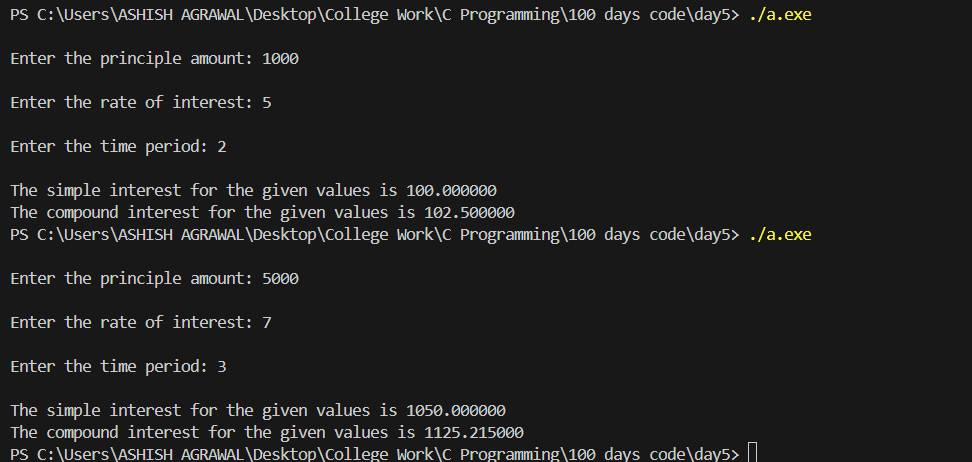 PS C:\Users\ASHISH AGRAWAL\Desktop\College Work\C Programming\100 days code\day5> ./a.exe
Enter the principle amount: 1000
Enter the rate of interest: 5
Enter the time period: 2
The simple interest for the given values is 100.000000
The compound interest for the given values is 102.500000
PS C:\Users\ASHISH AGRAWAL\Desktop\College Work\C Programming\100 days code\day5> ./a.exe
Enter the principle amount: 5000
Enter the rate of interest: 7
Enter the time period: 3
The simple interest for the given values is 1050.000000
The compound interest for the given values is 1125.215000
PS C:\Users\ASHISH AGRAWAL\Desktop\College Work\C Programming\100 days code\day5>